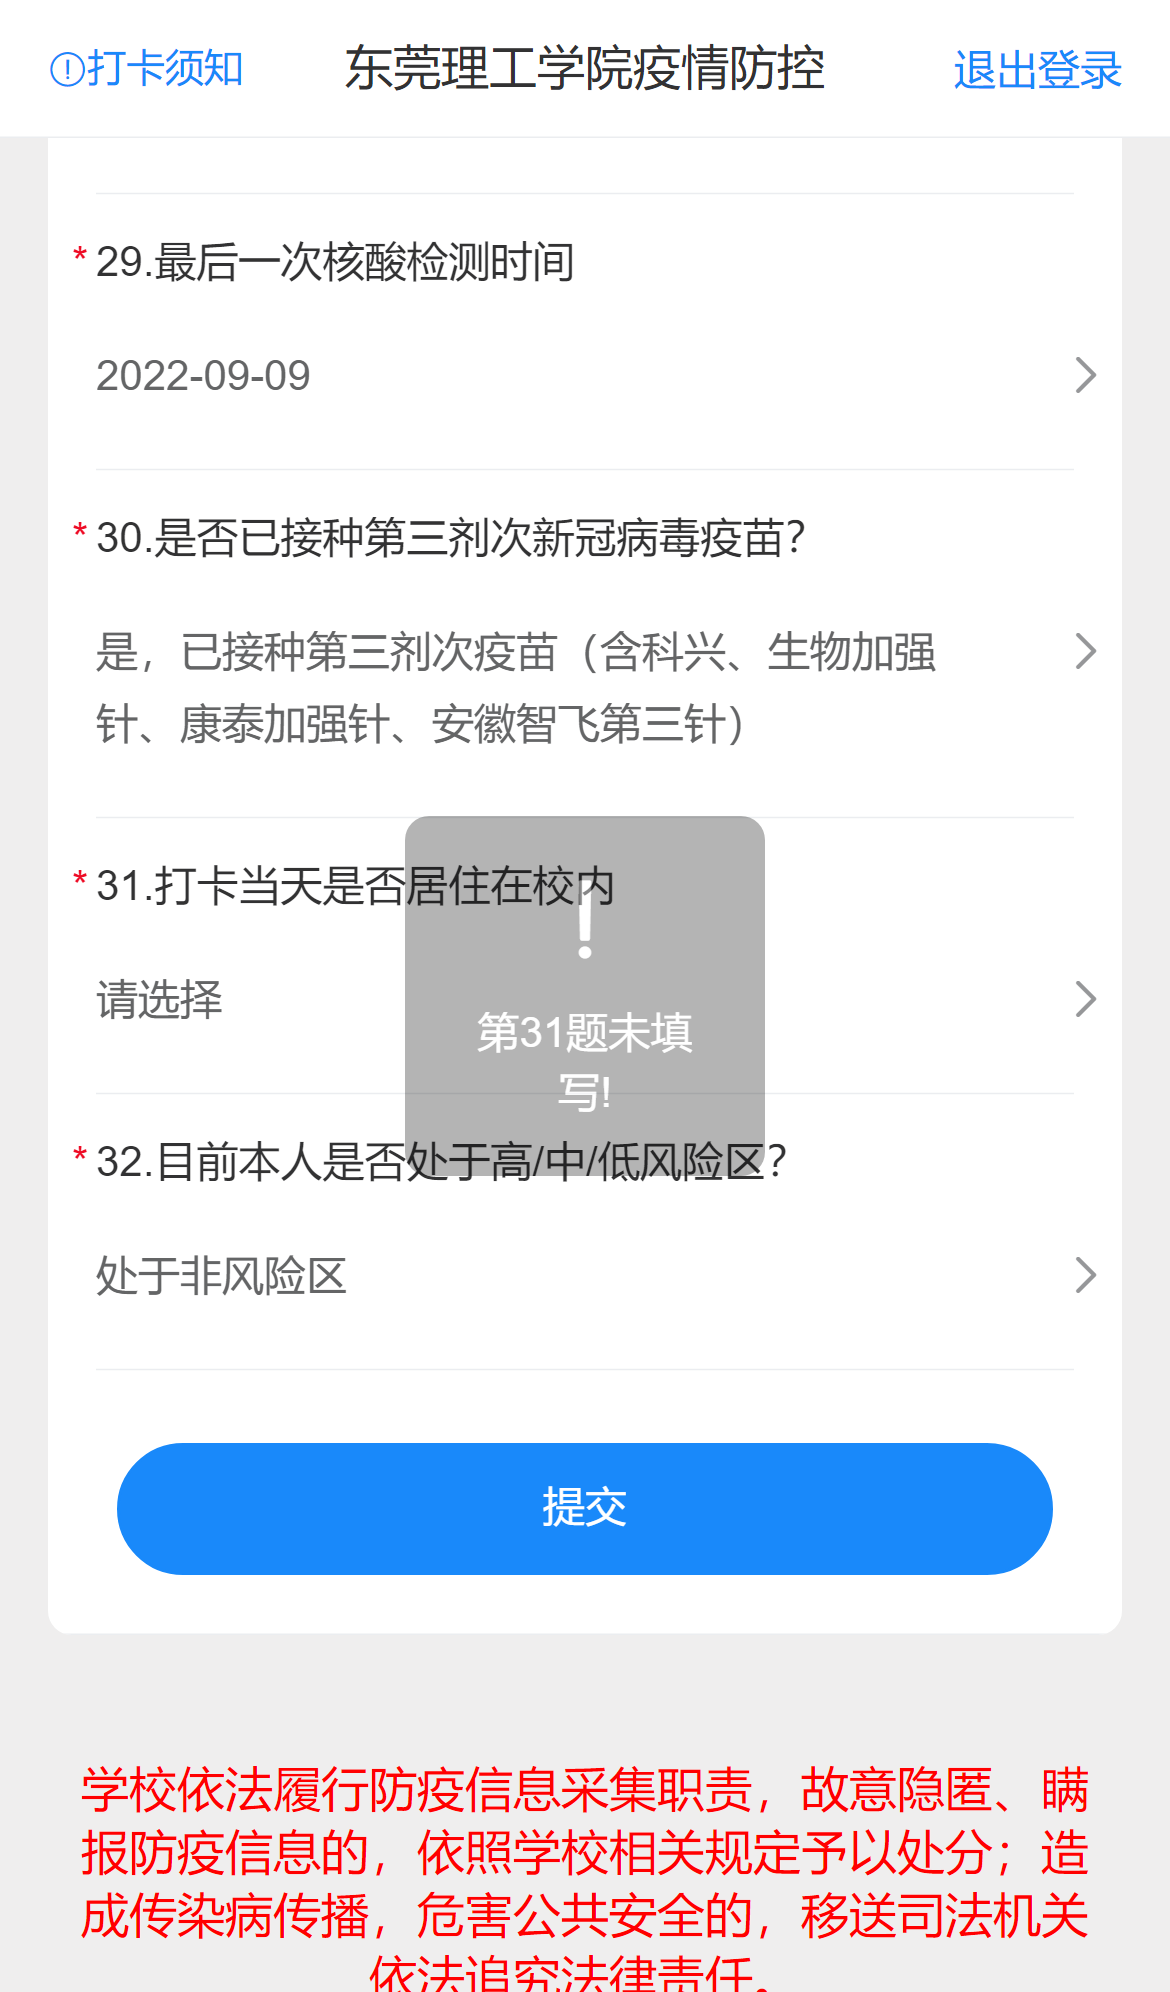 打卡须知
东莞理工学院疫情防控
退出登录
* 29.最后一次核酸检测时间
2022-09-09
* 30.是否已接种第三剂次新冠病毒疫苗?
是，已接种第三剂次疫苗（含科兴、生物加强
针、康泰加强针、安徽智飞第三针）
* 31.打卡当天是否居住在校内
请选择
第31题未填
写!
* 32.目前本人是否处于高/中/低风险区?
处于非风险区
提交
学校依法履行防疫信息采集职责，故意隐匿、瞒
报防疫信息的，依照学校相关规定予以处分；造
成传染病传播，危害公共安全的，移送司法机关
依法追究法律责任。